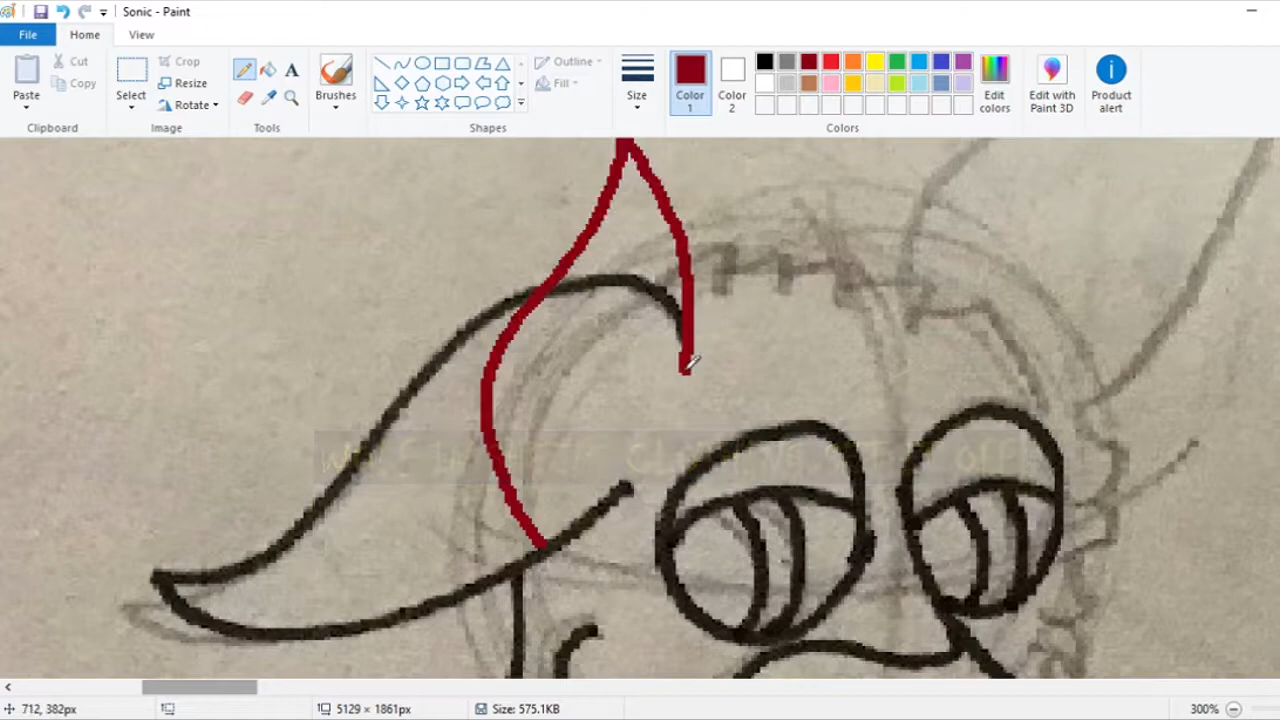 Sonic - Paint
File Home View
Paste
Cut
Copy
Clipboard
Select
Crop
Resize
Rotate
Image
A
Tools
Brushes
Outline
Fill
Shapes
Size
Color 1
Color 2
Edit colors
Colors
Edit with Paint 3D
Product alert
712, 382px
5129 × 1861px
Size: 575.1KB
300%